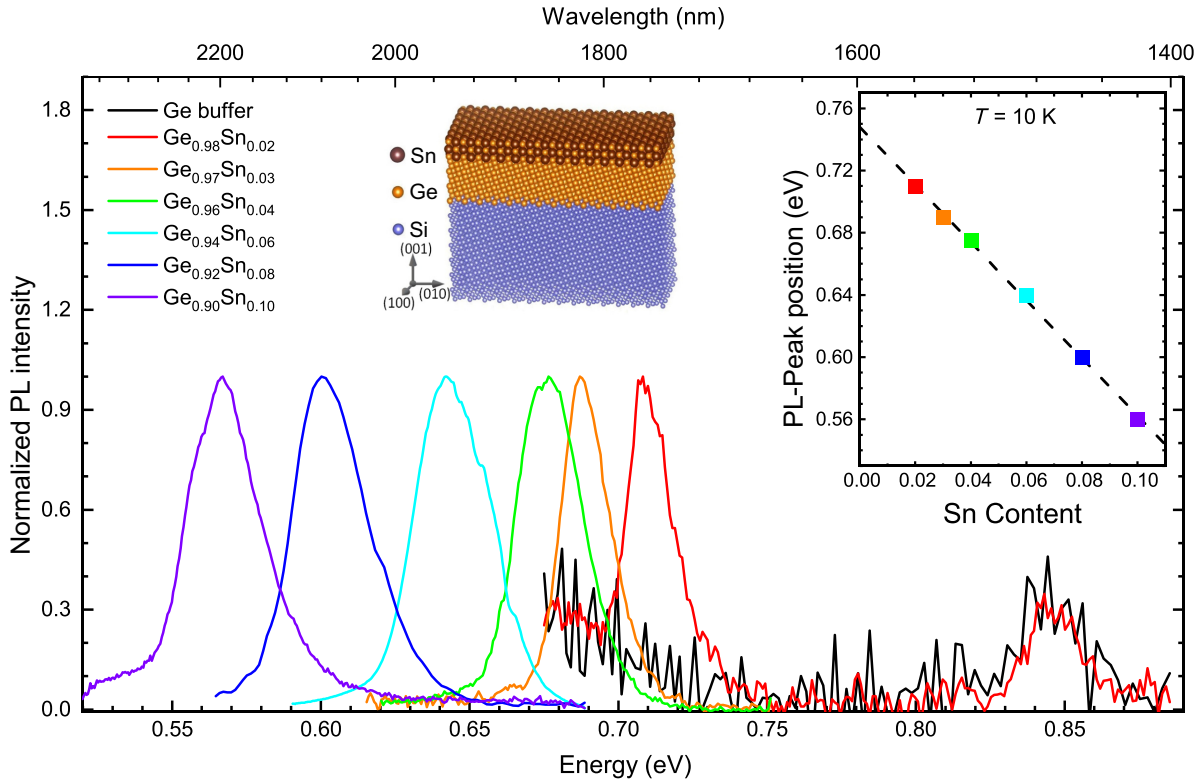 Wavelength (nm)
2200 2000 1800 1600 1400
1.8
1.5
1.2
0.9
0.6
0.3
0.0
Normalized PL intensity
Ge buffer
Ge0.98Sn0.02
Ge0.97Sn0.03
Ge0.96Sn0.04
Ge0.94Sn0.06
Ge0.92Sn0.08
Ge0.90Sn0.10
Sn
Ge
Si
(001)
(100)
(010)
T = 10 K
0.76
0.72
0.68
0.64
0.60
0.56
PL-Peak position (eV)
0.00 0.02 0.04 0.06 0.08 0.10
Sn Content
0.55 0.60 0.65 0.70 0.75 0.80 0.85
Energy (eV)